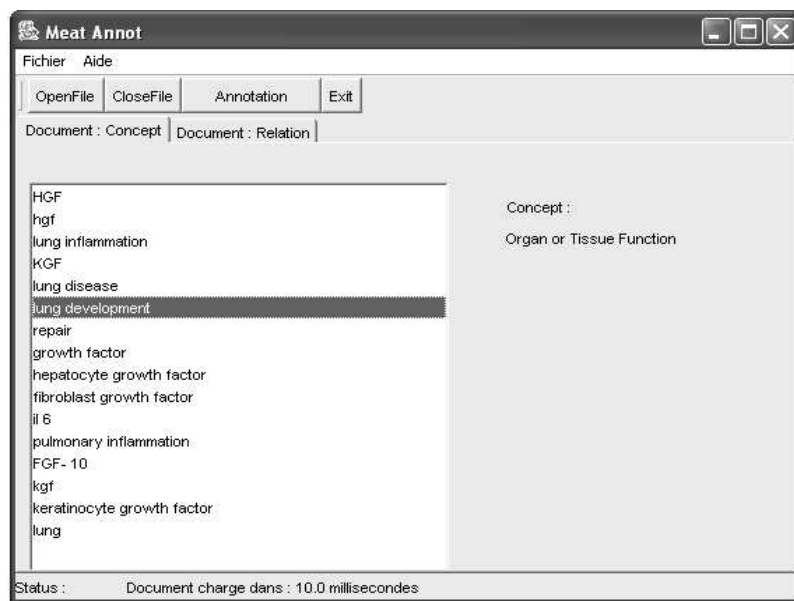 Meat Annot
Fichier Aide
OpenFile CloseFile Annotation Exit
Document : Concept Document : Relation
HGF
hgf
lung inflammation
KGF
lung disease
lung development
repair
growth factor
hepatocyte growth factor
fibroblast growth factor
il 6
pulmonary inflammation
FGF- 10
kgf
keratinocyte growth factor
lung
Concept :
Organ or Tissue Function
Status : Document charge dans : 10.0 millisecondes